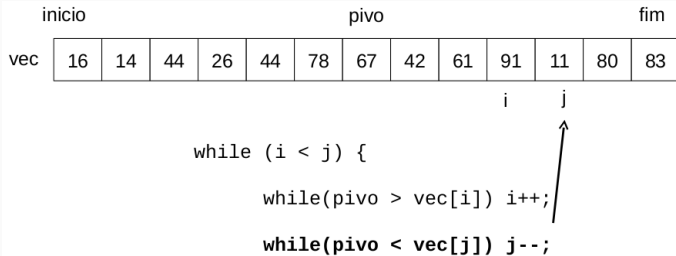 inicio pivo fim
vec 16 14 44 26 44 78 67 42 61 91 11 80 83
i j
while (i < j) {
while(pivo > vec[i]) i++;
while(pivo < vec[j]) j--;